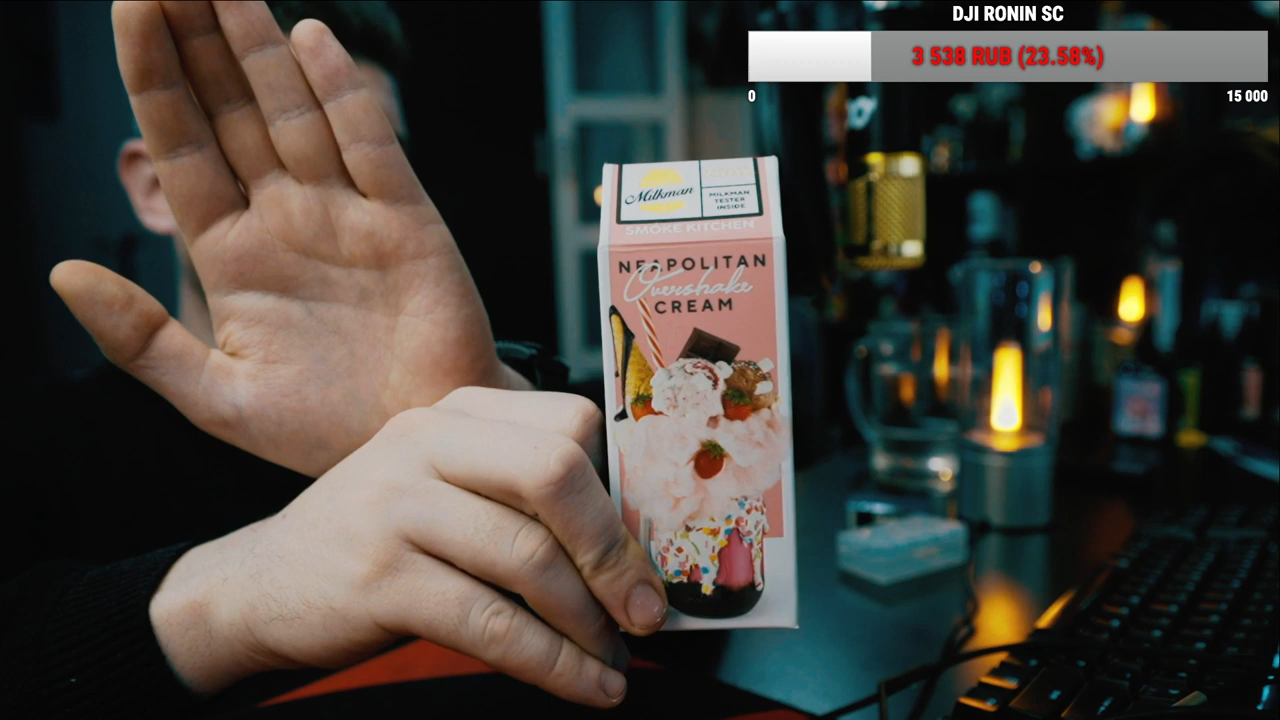 DJI RONIN SC
3 538 RUB (23.58%)
0
15 000
Milkman
MILKMAN
TESTER
INSIDE
SMOKE KITCHEN
NEAPOLITAN
Overshake
CREAM